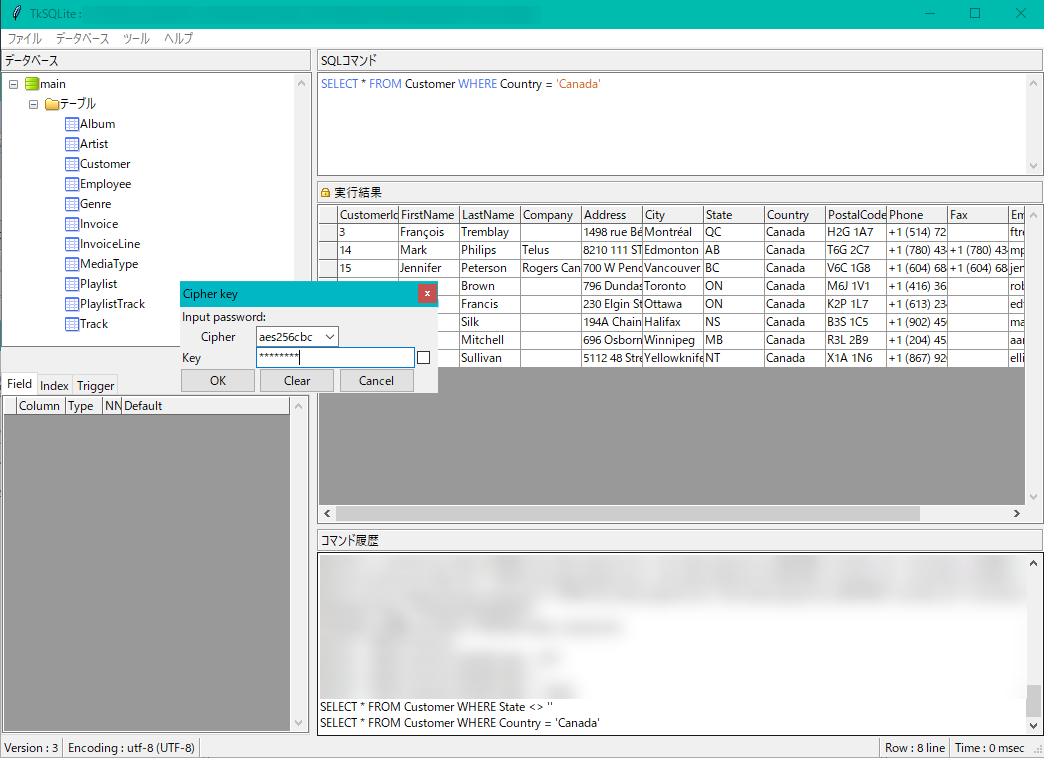 TkSQLite :
ファイル データベース ツール ヘルプ
データベース
main
テーブル
Album
Artist
Customer
Employee
Genre
Invoice
InvoiceLine
MediaType
Playlist
PlaylistTrack
Track
SQLコマンド
SELECT * FROM Customer WHERE Country = 'Canada'
実行結果
CustomerId FirstName LastName Company Address City State Country PostalCode Phone Fax Em
3 François Tremblay 1498 rue Bé Montréal QC Canada H2G 1A7 +1 (514) 72 ftre
14 Mark Philips Telus 8210 111 ST Edmonton AB Canada T6G 2C7 +1 (780) 43 +1 (780) 43 mp
15 Jennifer Peterson Rogers Can 700 W Pend Vancouver BC Canada V6C 1G8 +1 (604) 68 +1 (604) 68 jen
Brown 796 Dundas Toronto ON Canada M6J 1V1 +1 (416) 36 rob
Francis 230 Elgin St Ottawa ON Canada K2P 1L7 +1 (613) 23 ed
Silk 194A Chain Halifax NS Canada B3S 1C5 +1 (902) 45 ma
Mitchell 696 Osborn Winnipeg MB Canada R3L 2B9 +1 (204) 45 aar
Sullivan 5112 48 Stre Yellowknife NT Canada X1A 1N6 +1 (867) 92 elli
Cipher key
x
Input password:
Cipher aes256cbc
Key ********
OK Clear Cancel
Field Index Trigger
Column Type NN Default
コマンド履歴
SELECT * FROM Customer WHERE State <> ''
SELECT * FROM Customer WHERE Country = 'Canada'
Version : 3 Encoding : utf-8 (UTF-8) Row : 8 line Time : 0 msec